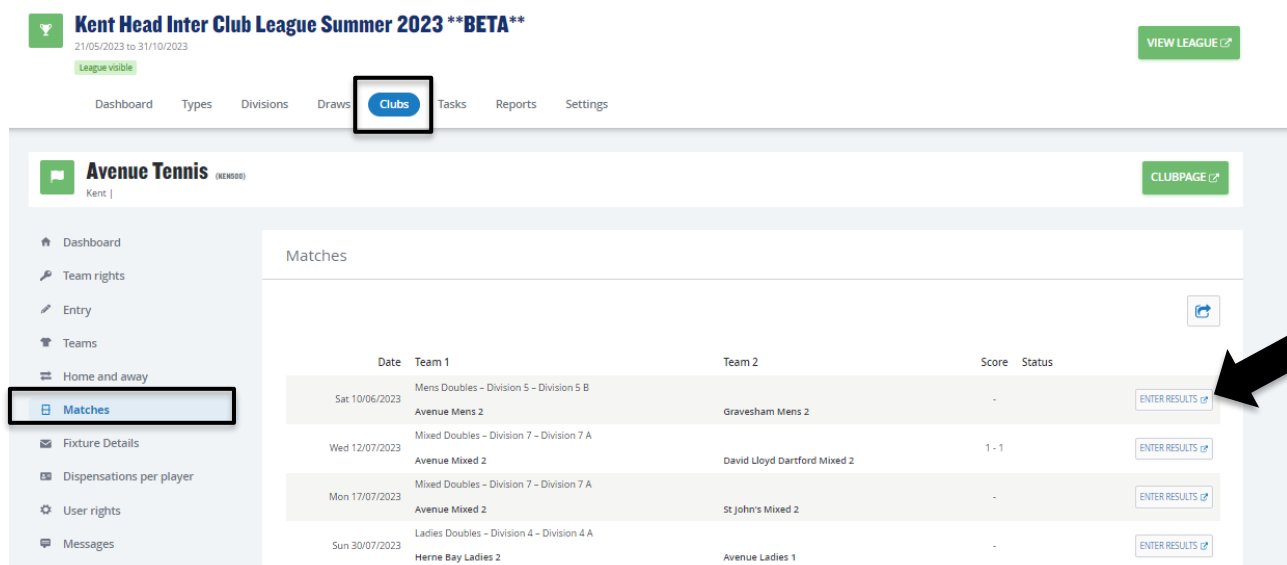 Kent Head Inter Club League Summer 2023 **BETA**
21/05/2023 to 31/10/2023
League visible
VIEW LEAGUE
Dashboard Types Divisions Draws Clubs Tasks Reports Settings
Avenue Tennis (KEN500)
Kent |
CLUBPAGE
Dashboard
Team rights
Entry
Teams
Home and away
Matches
Fixture Details
Dispensations per player
User rights
Messages
Matches
Date Team 1 Team 2 Score Status
Mens Doubles – Division 5 – Division 5 B
Sat 10/06/2023 Avenue Mens 2 Gravesham Mens 2 - ENTER RESULTS
Mixed Doubles – Division 7 – Division 7 A
Wed 12/07/2023 Avenue Mixed 2 David Lloyd Dartford Mixed 2 1 - 1 ENTER RESULTS
Mixed Doubles – Division 7 – Division 7 A
Mon 17/07/2023 Avenue Mixed 2 St John's Mixed 2 - ENTER RESULTS
Ladies Doubles – Division 4 – Division 4 A
Sun 30/07/2023 Herne Bay Ladies 2 Avenue Ladies 1 - ENTER RESULTS